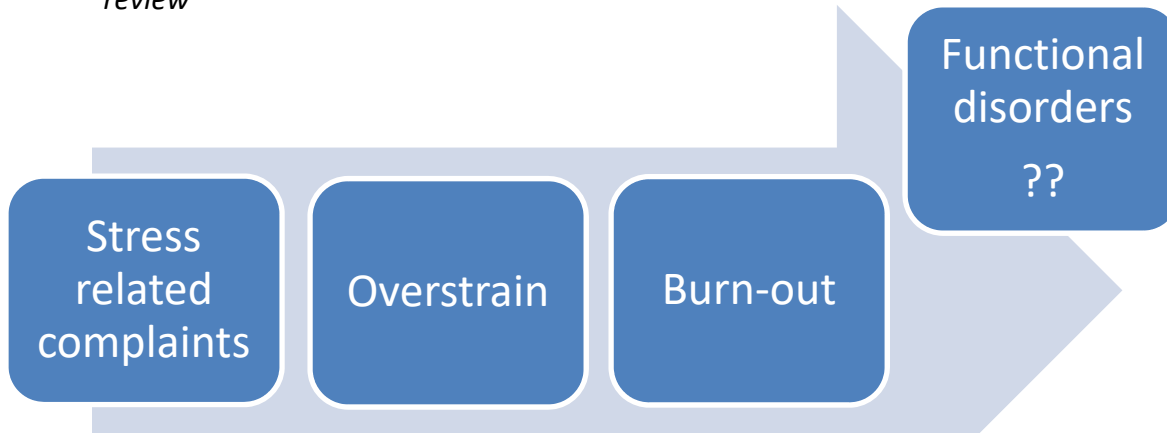 review
Functional
disorders
??
Stress
related
complaints
Overstrain
Burn-out